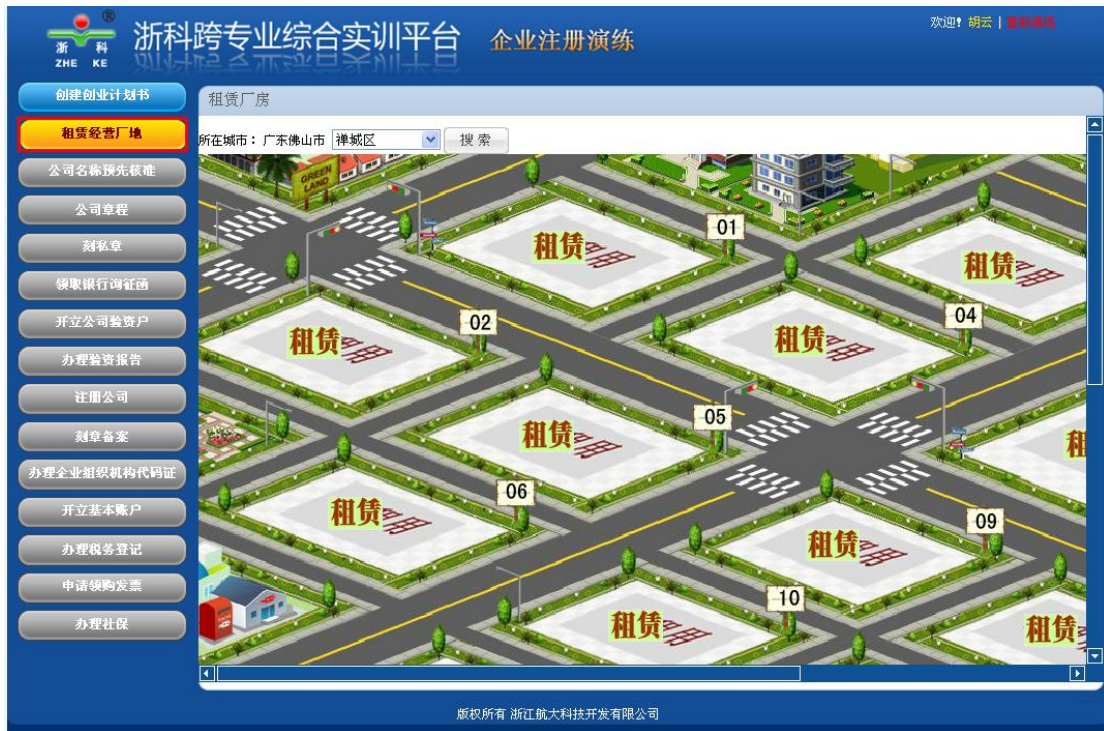 ®
浙 科
ZHE KE
浙科跨专业综合实训平台
企业注册演练
欢迎! 胡云 |
创建创业计划书
租赁经营厂地
公司名称预先核准
公司章程
刻私章
领取银行询征函
开立公司验资户
办理验资报告
注册公司
刻章备案
办理企业组织机构代码证
开立基本账户
办理税务登记
申请领购发票
办理社保
租赁厂房
所在城市：广东佛山市 禅城区 搜 索
GREEN LAND
01
租赁
租赁
02
04
租赁
租赁
05
租赁
租
06
09
租赁
租赁
10
租赁
租赁
版权所有 浙江航大科技开发有限公司